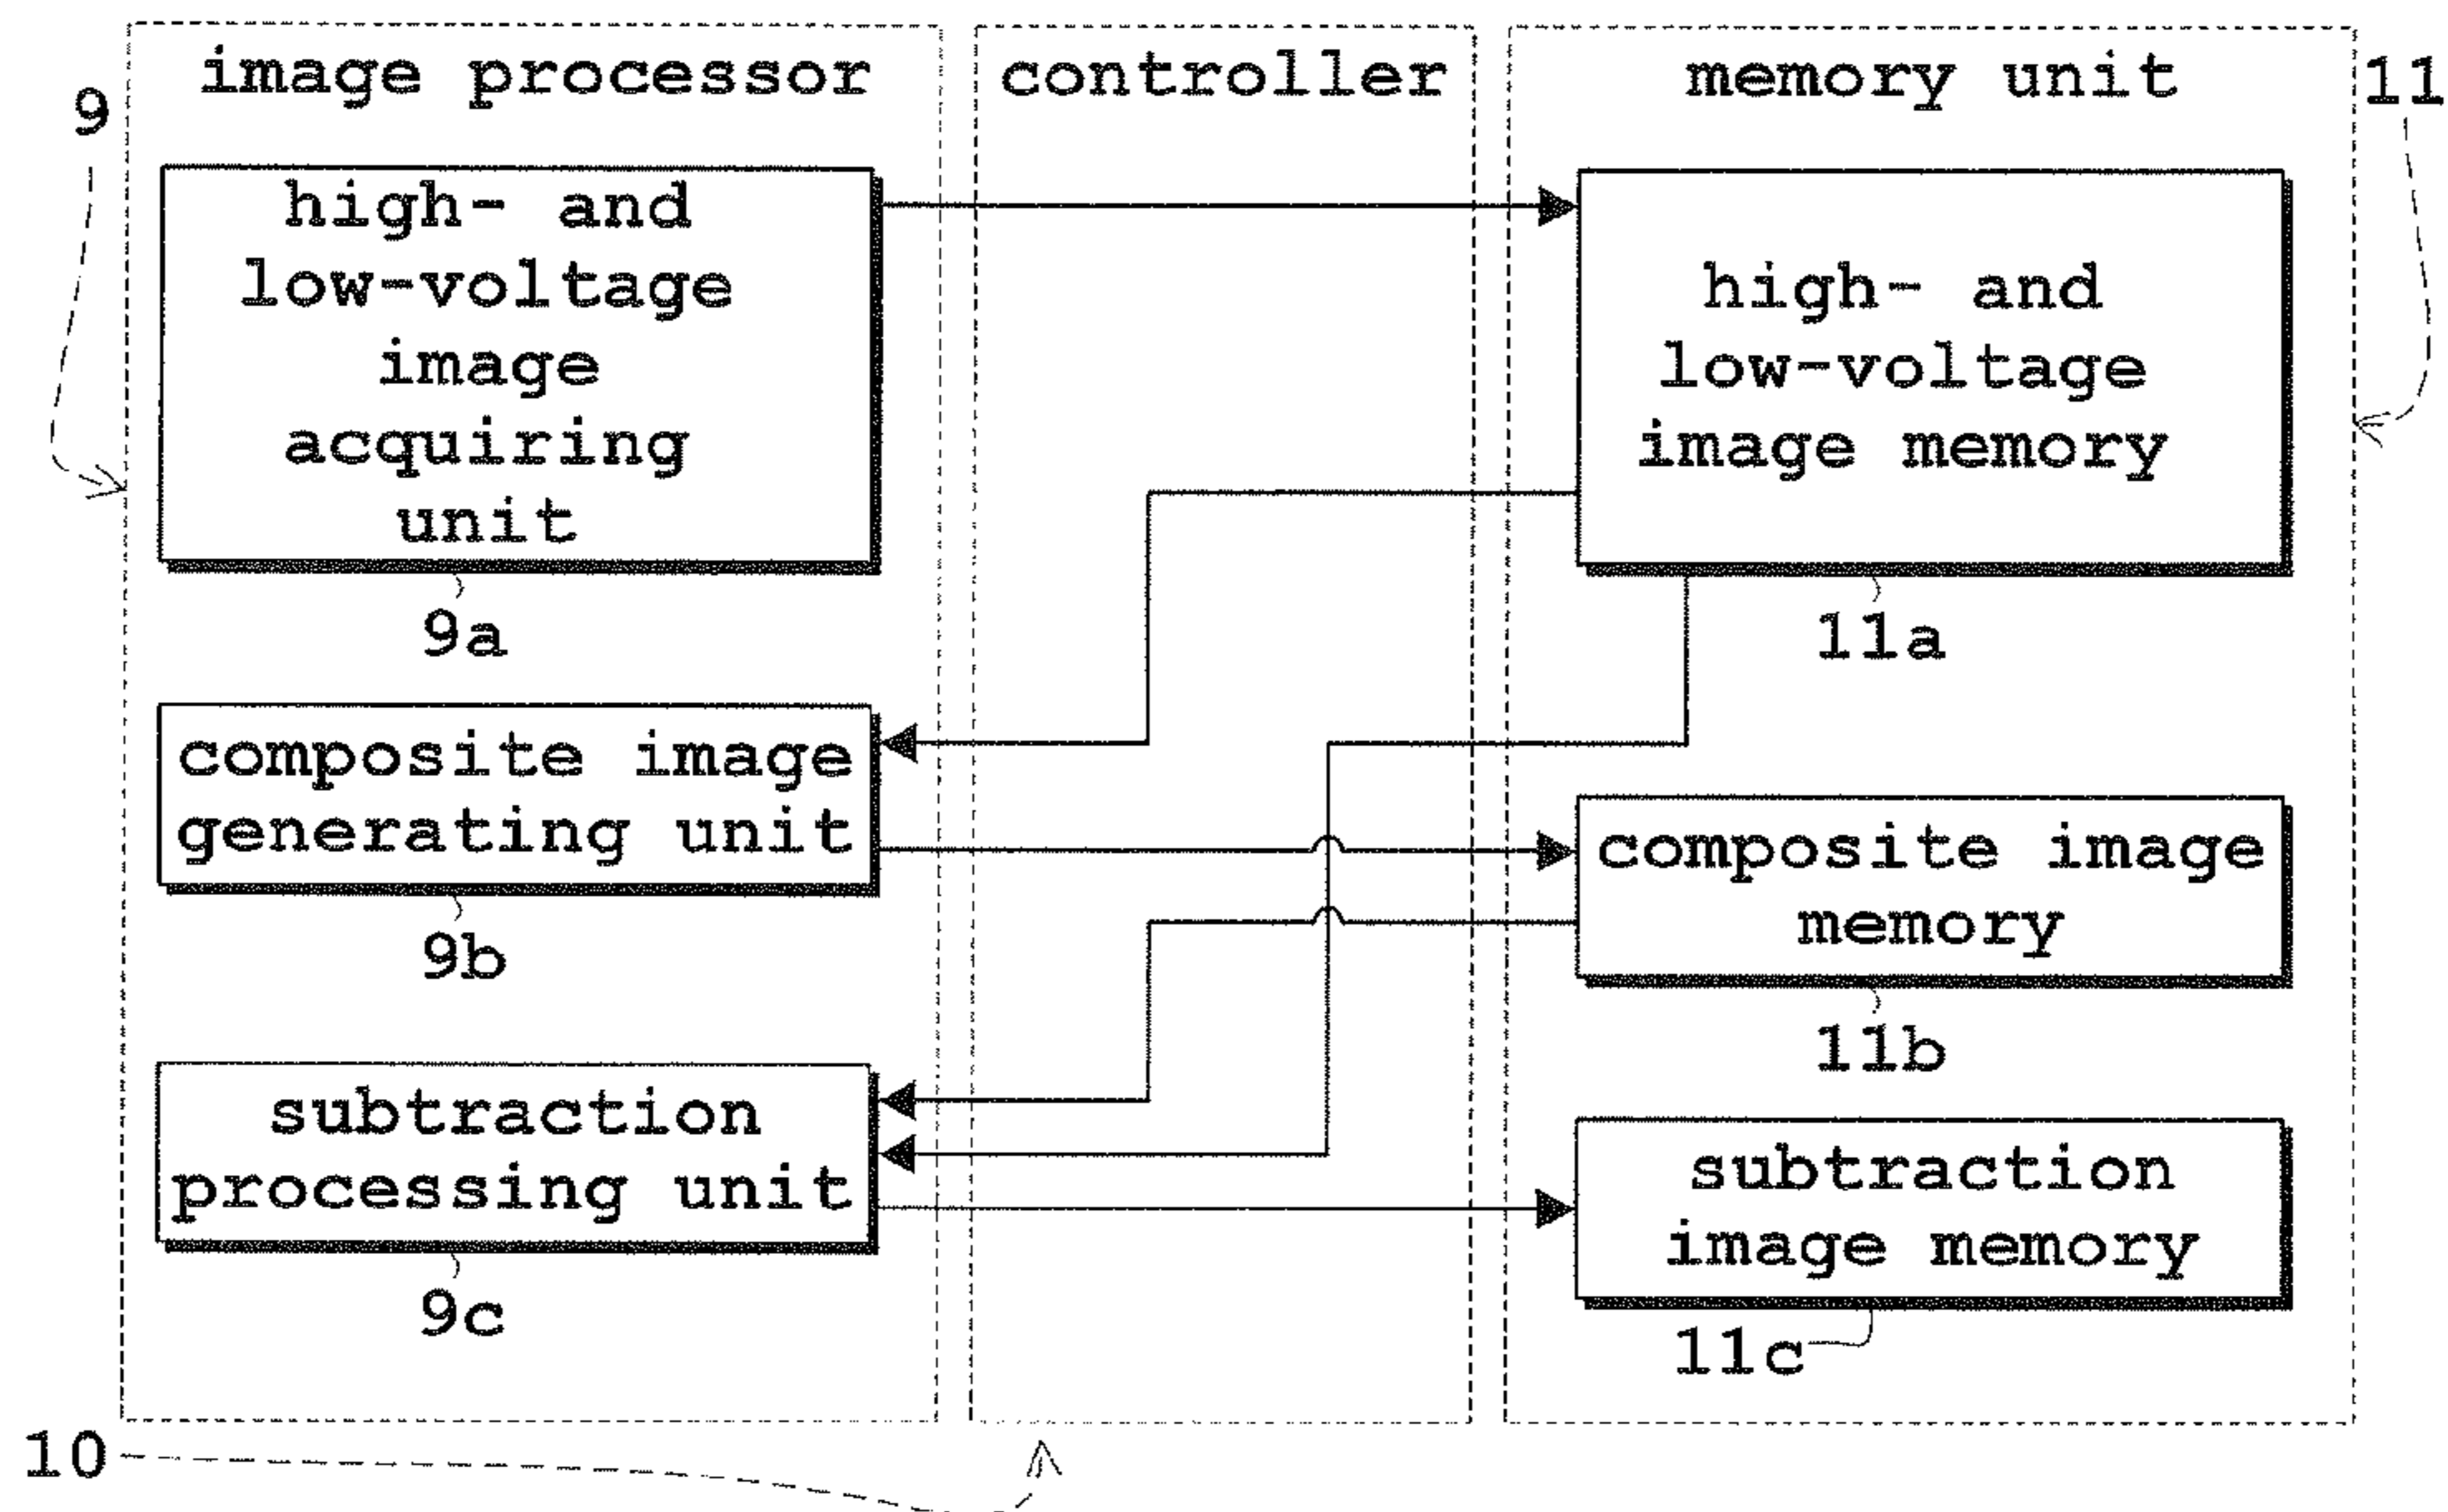 image processor
controller
memory unit
9
11
high- and
low-voltage
image
acquiring
unit
9a
high- and
low-voltage
image memory
11a
composite image
generating unit
9b
composite image
memory
11b
subtraction
processing unit
9c
subtraction
image memory
11c
10